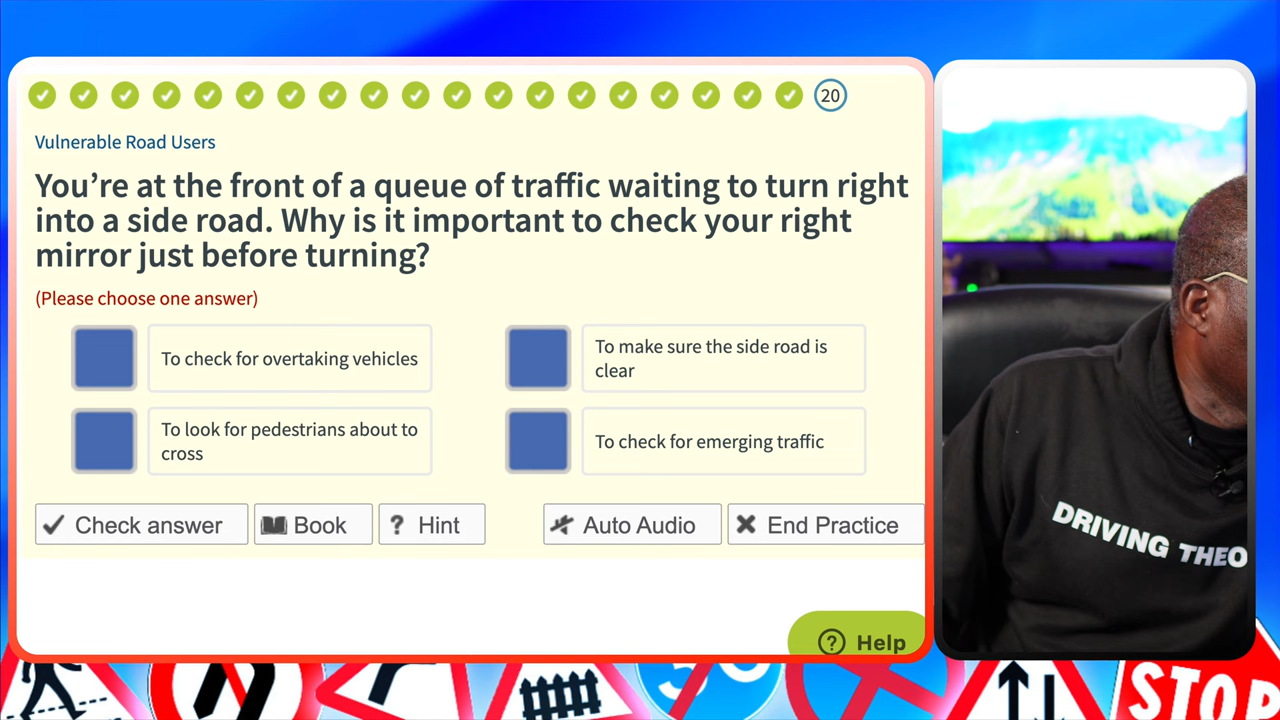 20
Vulnerable Road Users
You’re at the front of a queue of traffic waiting to turn right
into a side road. Why is it important to check your right
mirror just before turning?
(Please choose one answer)
To check for overtaking vehicles
To make sure the side road is
clear
To look for pedestrians about to
cross
To check for emerging traffic
Check answer
Book
? Hint
Auto Audio
End Practice
? Help
DRIVING THEO
STOP